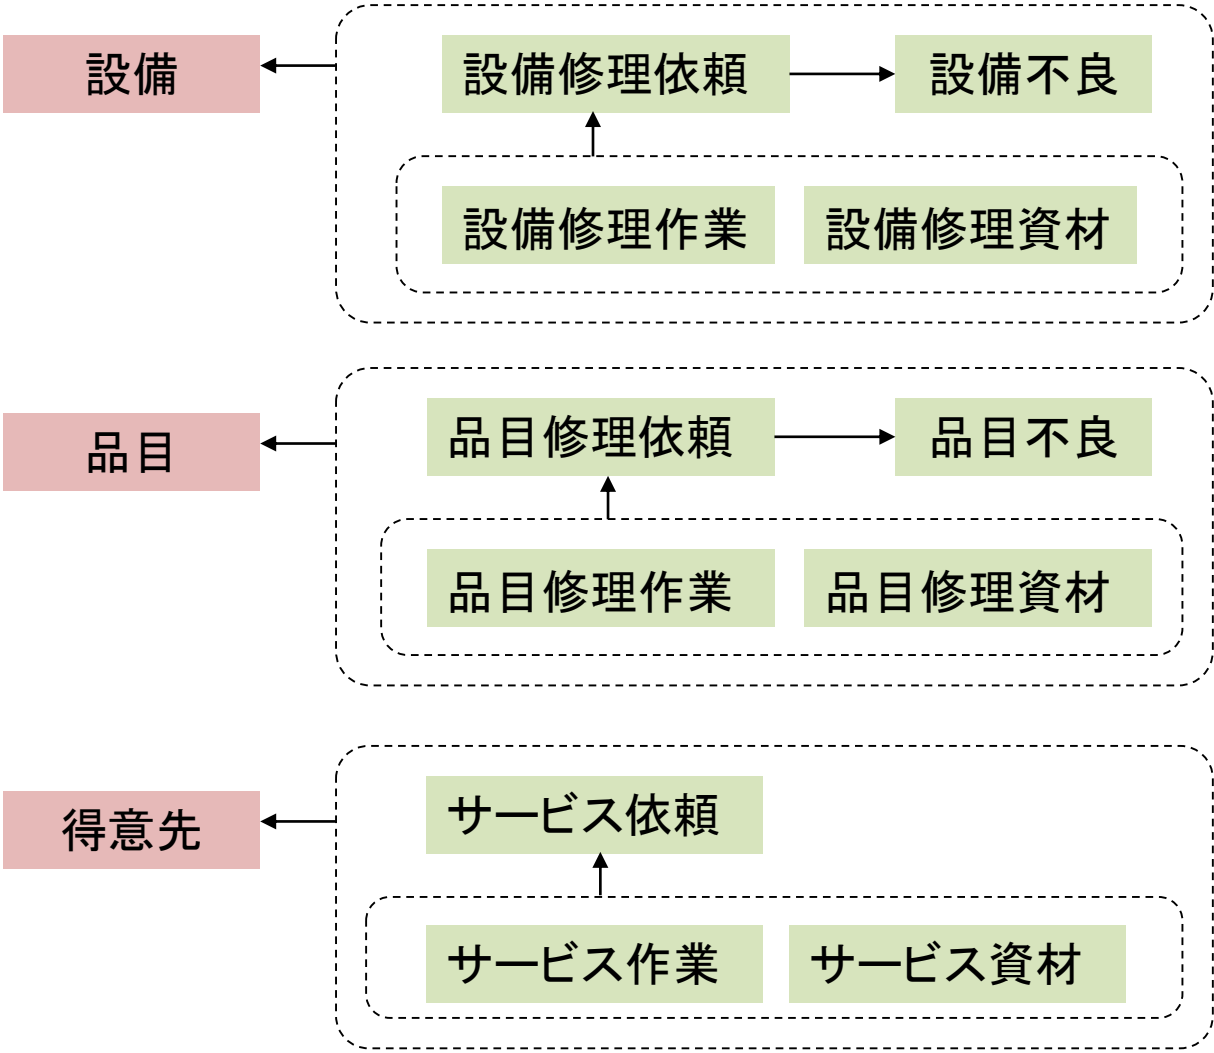 設備
設備修理依頼
設備不良
設備修理作業
設備修理資材
品目
品目修理依頼
品目不良
品目修理作業
品目修理資材
得意先
サービス依頼
サービス作業
サービス資材